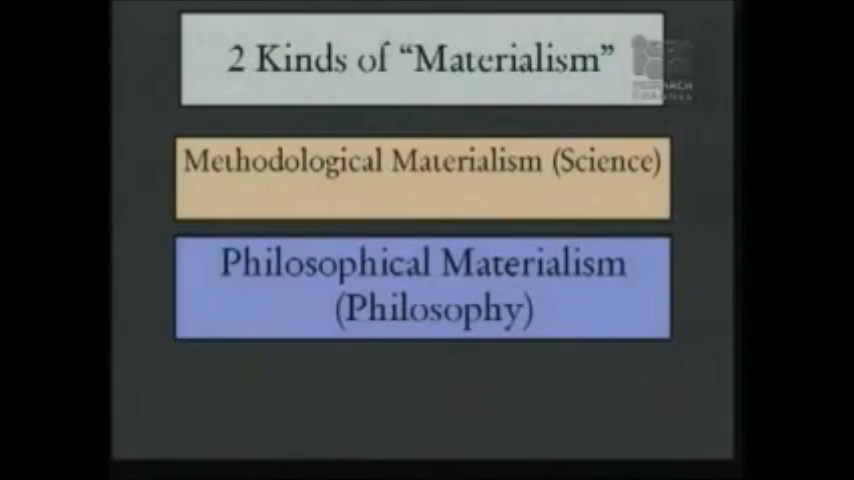 2 Kinds of “Materialism”
Methodological Materialism (Science)
Philosophical Materialism
(Philosophy)